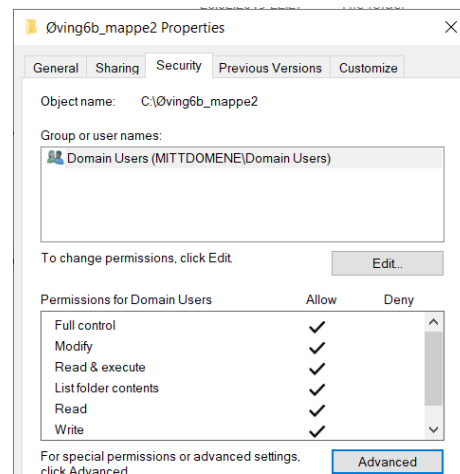 Øving6b_mappe2 Properties
General Sharing Security Previous Versions Customize
Object name: C:\Øving6b_mappe2
Group or user names:
Domain Users (MITTDOMENE\Domain Users)
To change permissions, click Edit.
Edit...
Permissions for Domain Users Allow Deny
Full control
Modify
Read & execute
List folder contents
Read
Write
For special permissions or advanced settings,
click Advanced.
Advanced